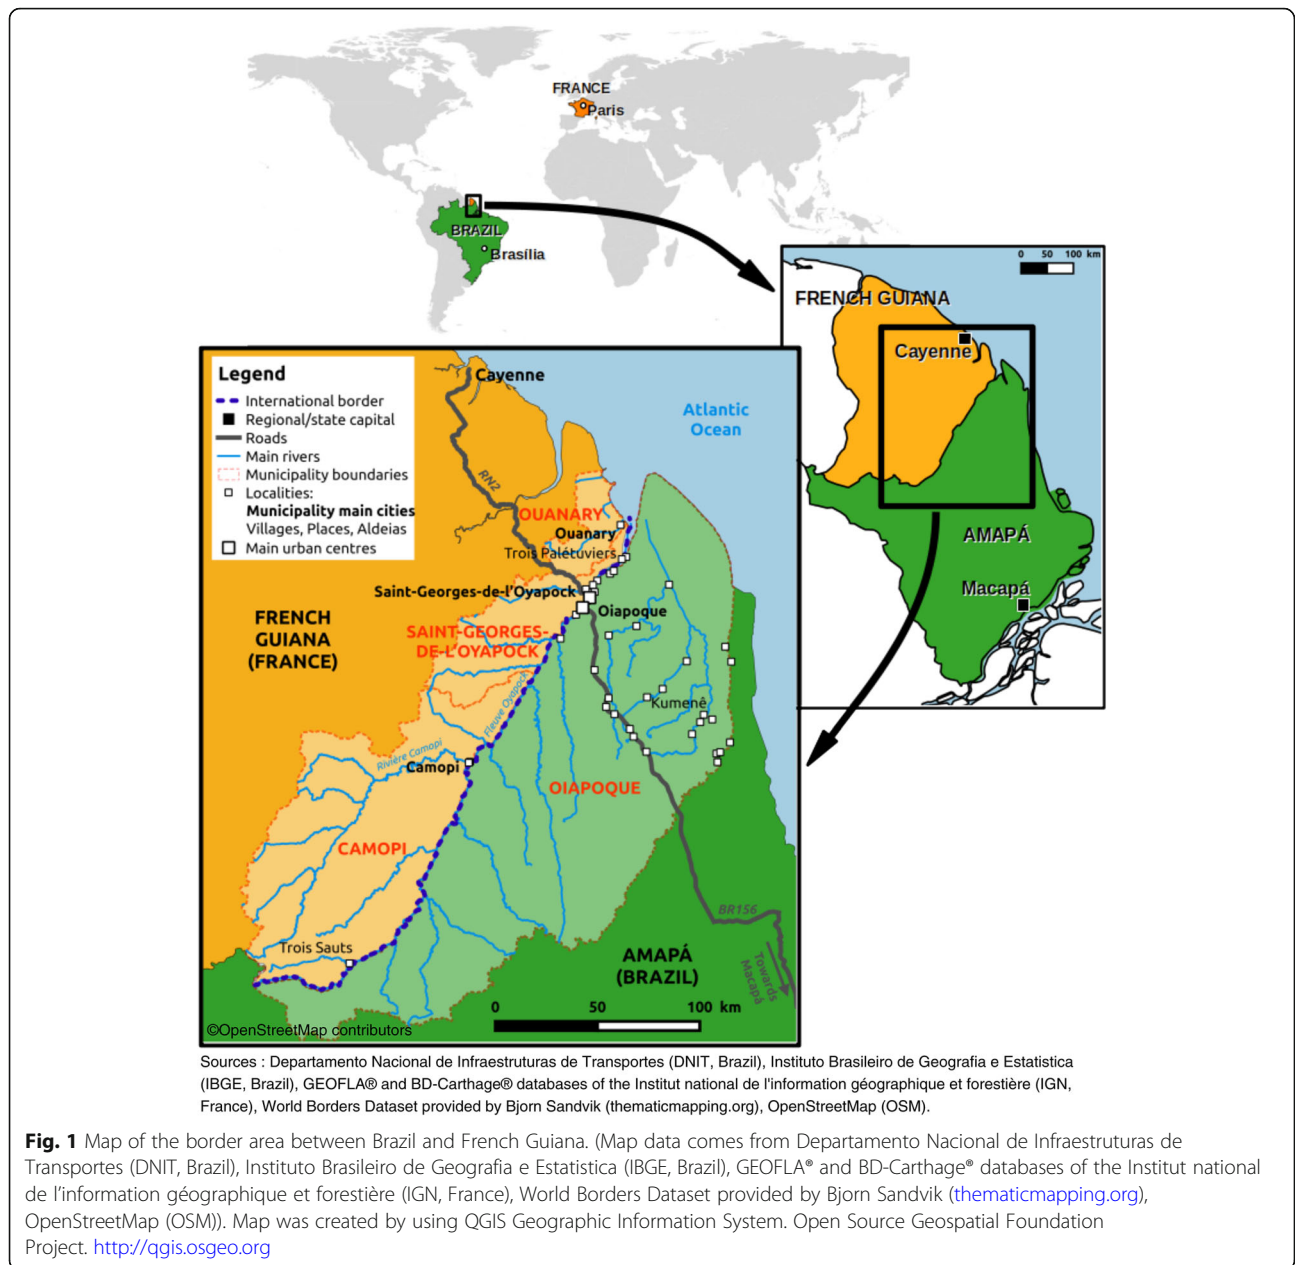 FRANCE
Paris
BRAZIL
Brasília
0 50 100 km
FRENCH GUIANA
Cayenne
AMAPÁ
Macapá
Legend
International border
Regional/state capital
Roads
Main rivers
Municipality boundaries
Localities:
Municipality main cities
Villages, Places, Aldeias
Main urban centres
Cayenne
Atlantic
Ocean
RN2
OUANARY
Ouanary
Trois Palétuviers
Saint-Georges-de-l'Oyapock
Oiapoque
FRENCH
GUIANA
(FRANCE)
SAINT-GEORGES-
DE-L'OYAPOCK
Fleuve Oyapock
Kumenê
Rivière Camopi
Camopi
OIAPOQUE
CAMOPI
BR156
Trois Sauts
AMAPÁ
(BRAZIL)
Towards
Macapá
0 50 100 km
©OpenStreetMap contributors
Sources : Departamento Nacional de Infraestruturas de Transportes (DNIT, Brazil), Instituto Brasileiro de Geografia e Estatistica
(IBGE, Brazil), GEOFLA® and BD-Carthage® databases of the Institut national de l'information géographique et forestière (IGN,
France), World Borders Dataset provided by Bjorn Sandvik (thematicmapping.org), OpenStreetMap (OSM).
Fig. 1 Map of the border area between Brazil and French Guiana. (Map data comes from Departamento Nacional de Infraestruturas de
Transportes (DNIT, Brazil), Instituto Brasileiro de Geografia e Estatistica (IBGE, Brazil), GEOFLA® and BD-Carthage® databases of the Institut national
de l'information géographique et forestière (IGN, France), World Borders Dataset provided by Bjorn Sandvik (thematicmapping.org),
OpenStreetMap (OSM)). Map was created by using QGIS Geographic Information System. Open Source Geospatial Foundation
Project. http://qgis.osgeo.org